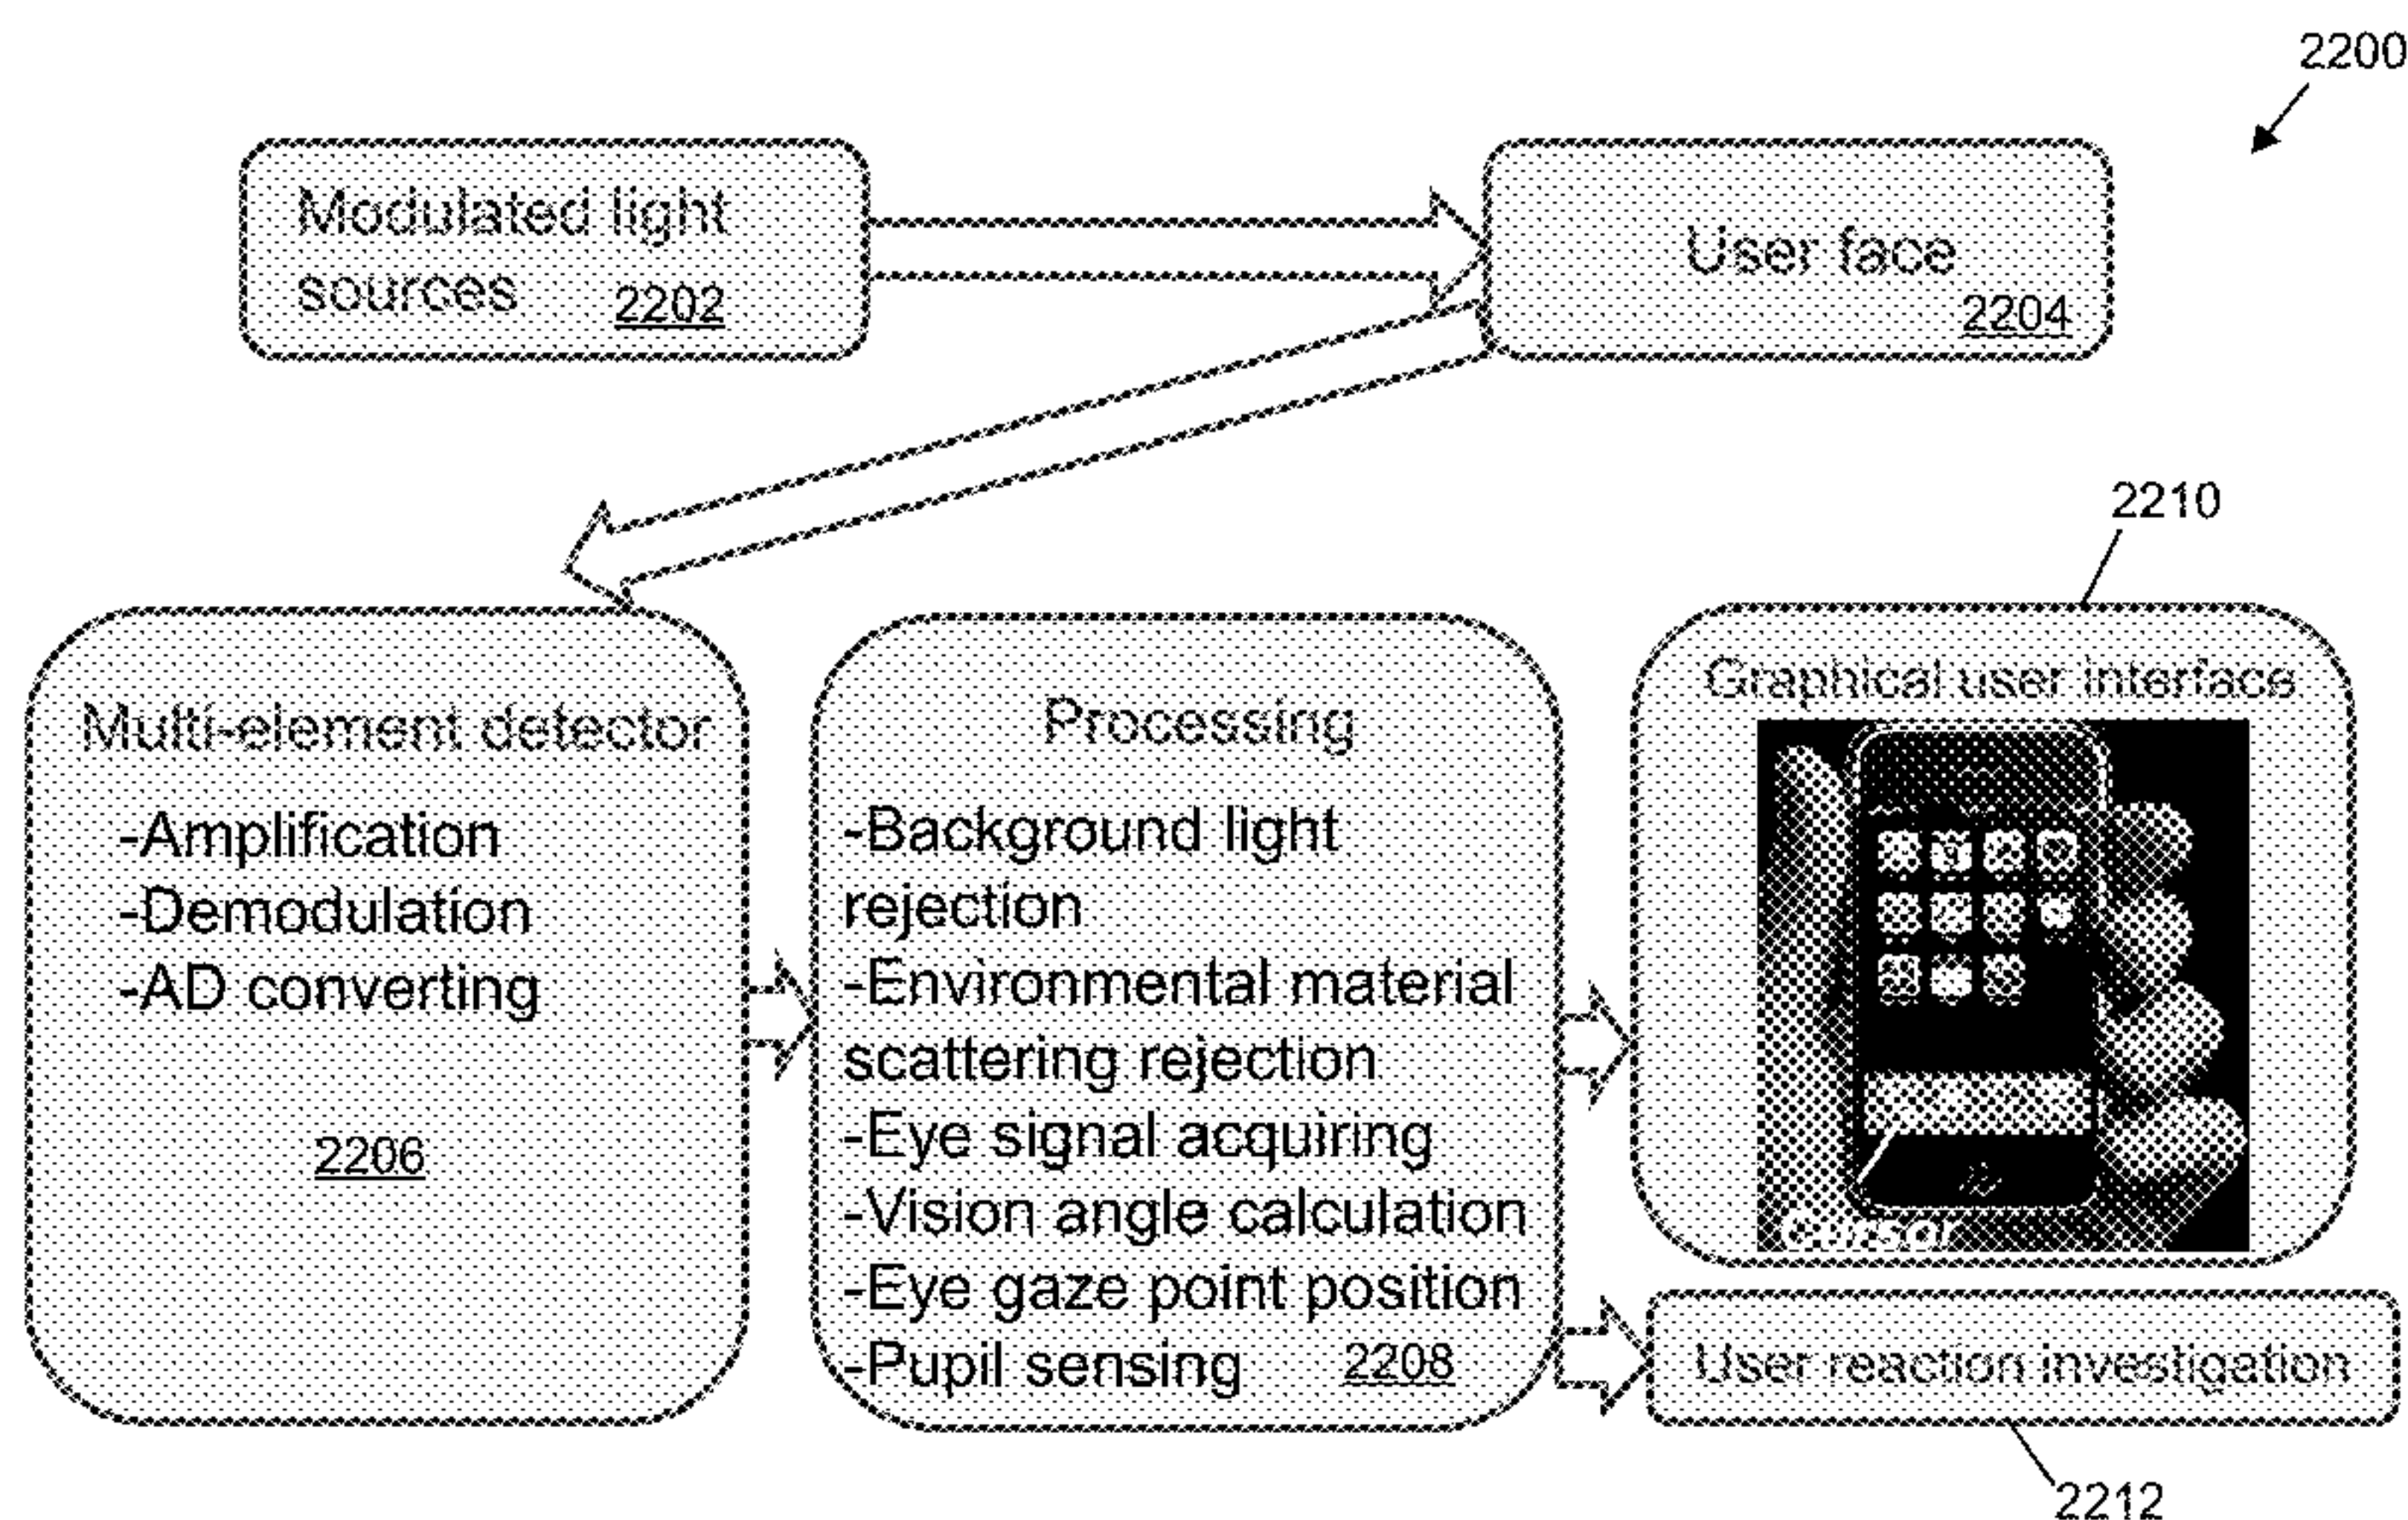 2200
Modulated light
sources 2202
User face
2204
2210
Multi-element detector
-Amplification
-Demodulation
-AD converting
2206
Processing
-Background light
rejection
-Environmental material
scattering rejection
-Eye signal acquiring
-Vision angle calculation
-Eye gaze point position
-Pupil sensing 2208
Graphical user interface
Cursor
User reaction investigation
2212